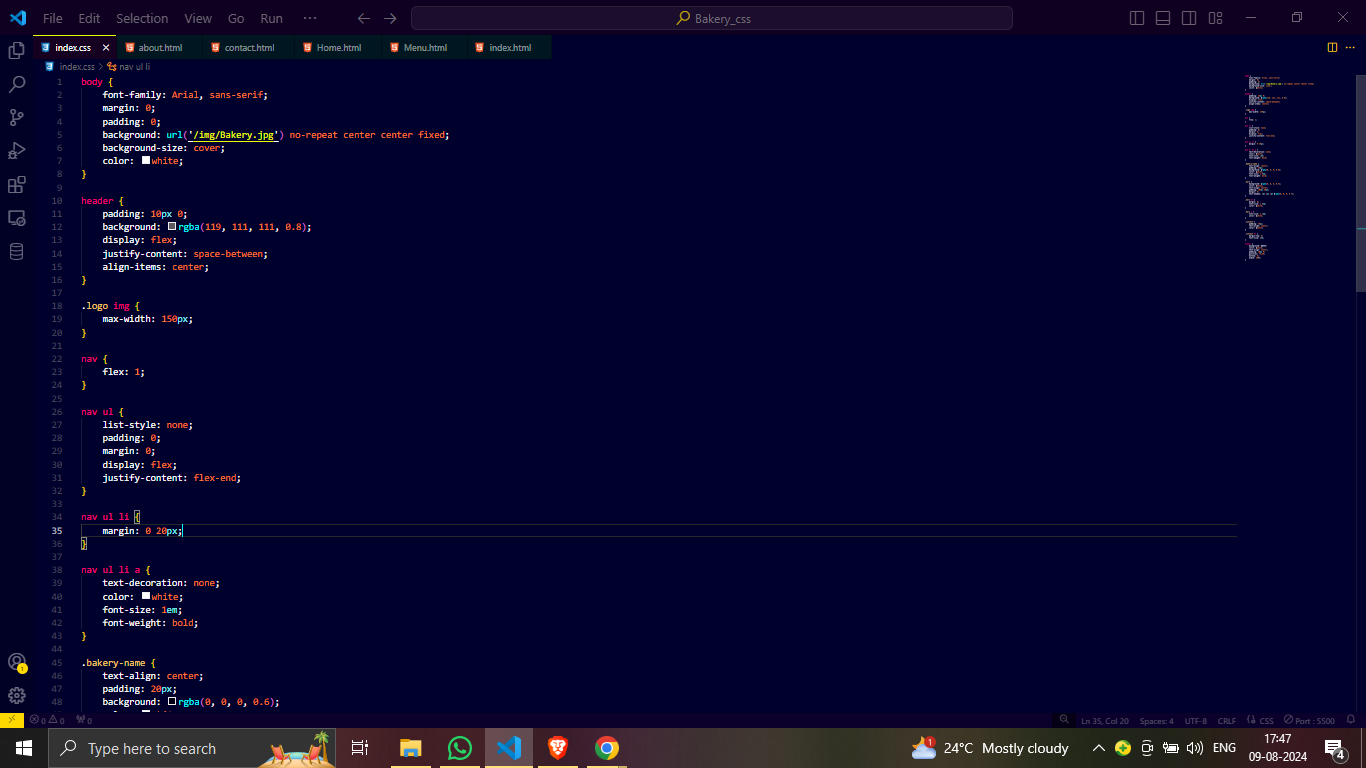 File Edit Selection View Go Run ··· Bakery_css
index.css about.html contact.html Home.html Menu.html index.html
index.css > nav ul li
1 body {
2 font-family: Arial, sans-serif;
3 margin: 0;
4 padding: 0;
5 background: url('/img/Bakery.jpg') no-repeat center center fixed;
6 background-size: cover;
7 color: white;
8 }
9
10 header {
11 padding: 10px 0;
12 background: rgba(119, 111, 111, 0.8);
13 display: flex;
14 justify-content: space-between;
15 align-items: center;
16 }
17
18 .logo img {
19 max-width: 150px;
20 }
21
22 nav {
23 flex: 1;
24 }
25
26 nav ul {
27 list-style: none;
28 padding: 0;
29 margin: 0;
30 display: flex;
31 justify-content: flex-end;
32 }
33
34 nav ul li {
35 margin: 0 20px;
36 }
37
38 nav ul li a {
39 text-decoration: none;
40 color: white;
41 font-size: 1em;
42 font-weight: bold;
43 }
44
45 .bakery-name {
46 text-align: center;
47 padding: 20px;
48 background: rgba(0, 0, 0, 0.6);
1
0 0 0 Ln 35, Col 20 Spaces: 4 UTF-8 CRLF CSS Port : 5500
Type here to search 1 24°C Mostly cloudy ENG 17:47
09-08-2024 4